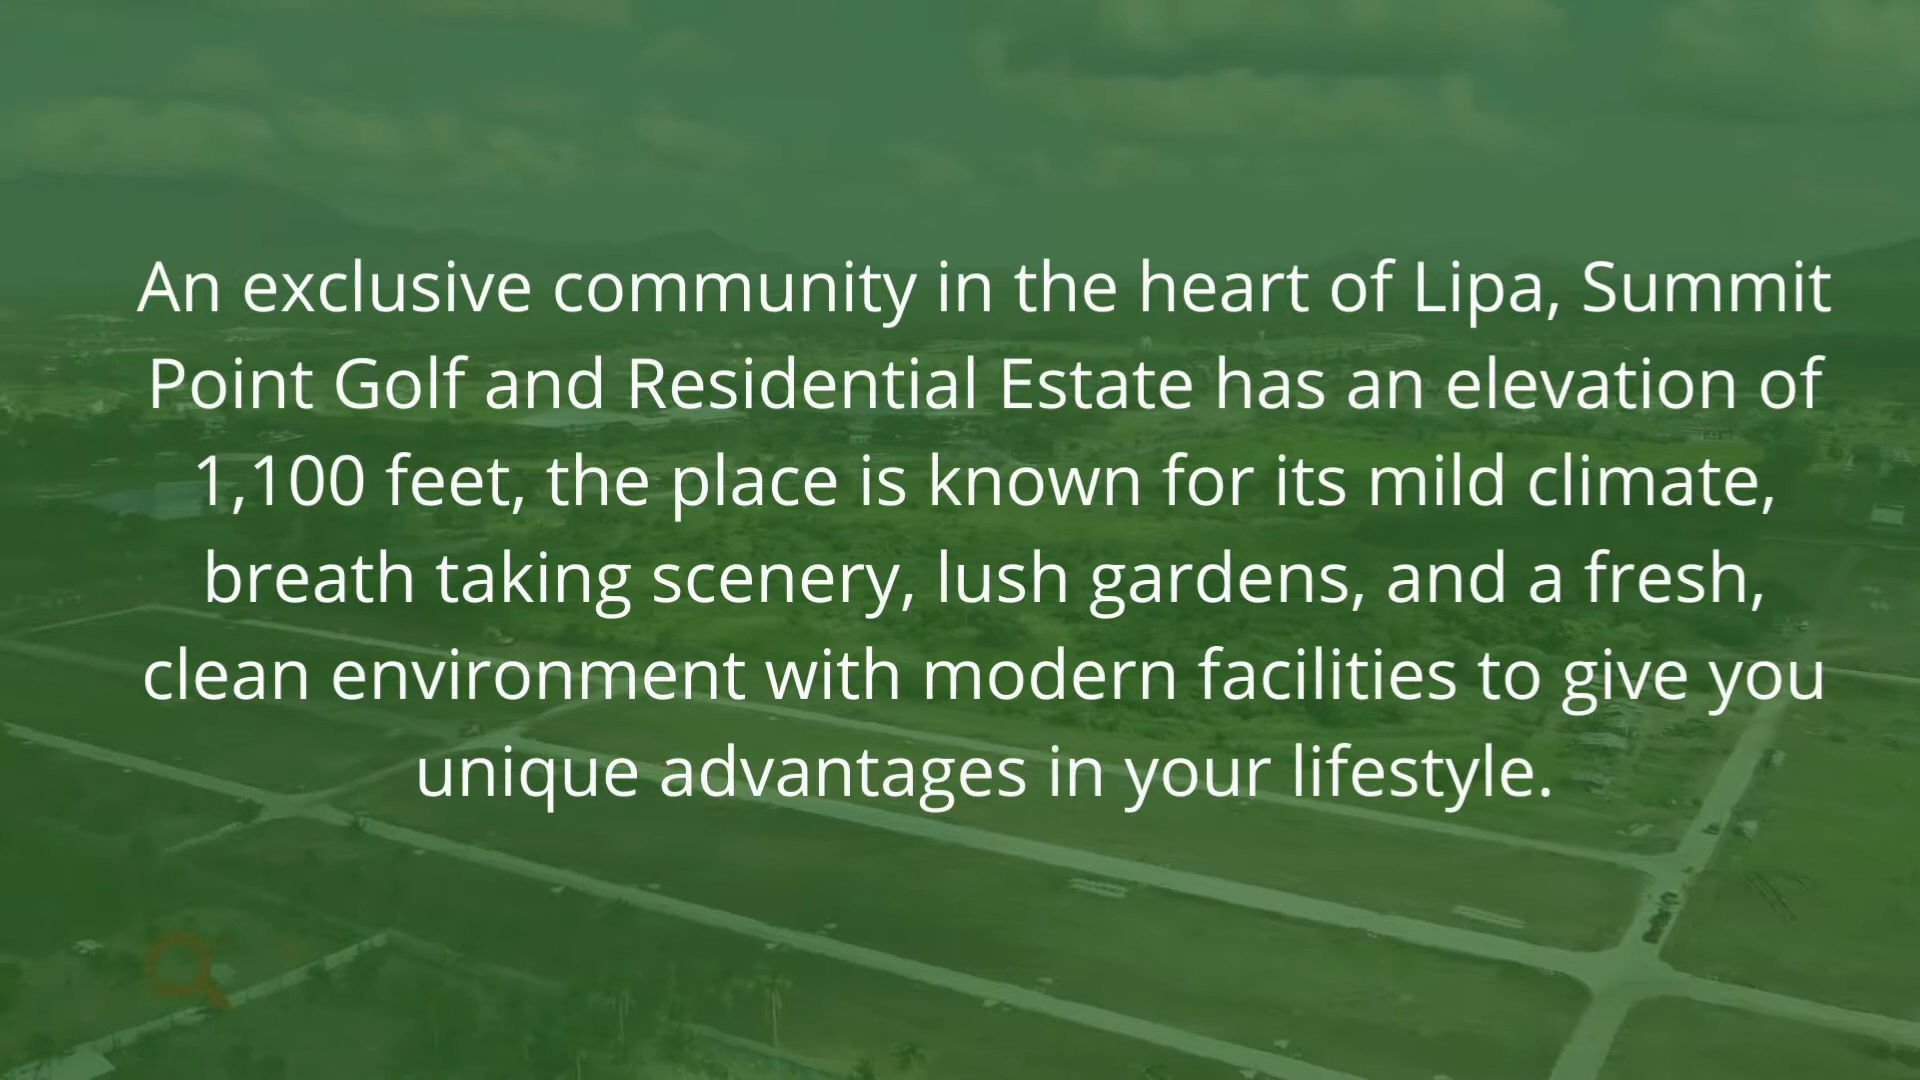 An exclusive community in the heart of Lipa, Summit
Point Golf and Residential Estate has an elevation of
1,100 feet, the place is known for its mild climate,
breath taking scenery, lush gardens, and a fresh,
clean environment with modern facilities to give you
unique advantages in your lifestyle.